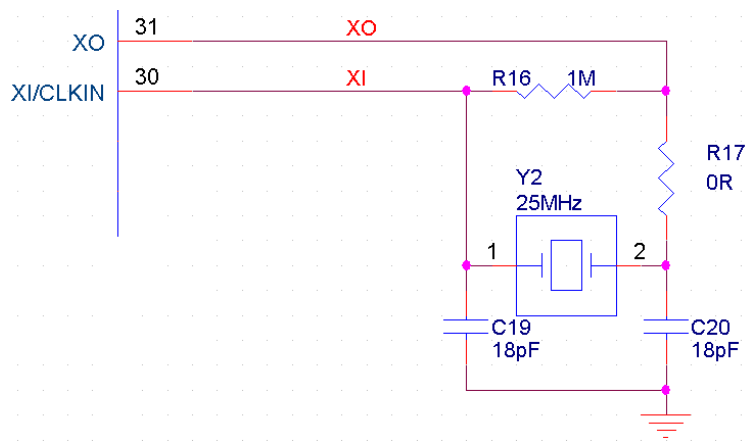 XO 31 XO
XI/CLKIN 30 XI R16 1M
R17
0R
Y2
25MHz
1 2
C19 C20
18pF 18pF